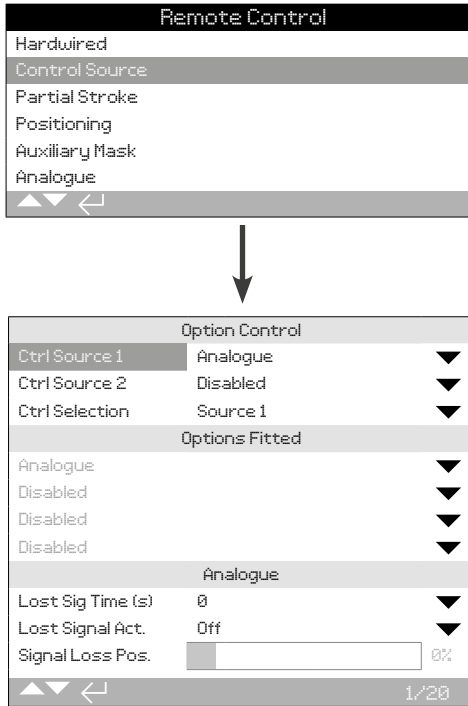 Remote Control
Hardwired
Control Source
Partial Stroke
Positioning
Auxiliary Mask
Analogue
Option Control
Ctrl Source 1 Analogue
Ctrl Source 2 Disabled
Ctrl Selection Source 1
Options Fitted
Analogue
Disabled
Disabled
Disabled
Analogue
Lost Sig Time (s) 0
Lost Signal Act. Off
Signal Loss Pos. 0%
1/20